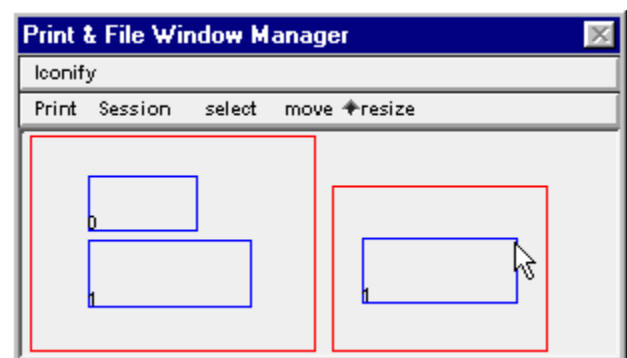 Print & File Window Manager
Iconify
Print Session select move resize
0
1
1